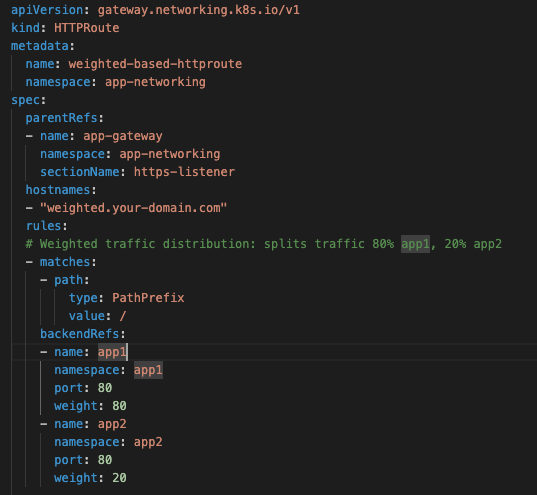 apiVersion: gateway.networking.k8s.io/v1
kind: HTTPRoute
metadata:
  name: weighted-based-httproute
  namespace: app-networking
spec:
  parentRefs:
  - name: app-gateway
    namespace: app-networking
    sectionName: https-listener
  hostnames:
  - "weighted.your-domain.com"
  rules:
  # Weighted traffic distribution: splits traffic 80% app1, 20% app2
  - matches:
    - path:
        type: PathPrefix
        value: /
    backendRefs:
    - name: app1
      namespace: app1
      port: 80
      weight: 80
    - name: app2
      namespace: app2
      port: 80
      weight: 20